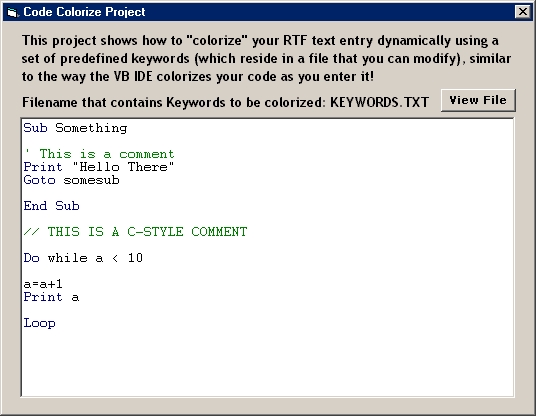 Code Colorize Project
This project shows how to "colorize" your RTF text entry dynamically using a
set of predefined keywords (which reside in a file that you can modify), similar
to the way the VB IDE colorizes your code as you enter it!
Filename that contains Keywords to be colorized: KEYWORDS.TXT View File
Sub Something
' This is a comment
Print "Hello There"
Goto somesub
End Sub
// THIS IS A C-STYLE COMMENT
Do while a < 10
a=a+1
Print a
Loop